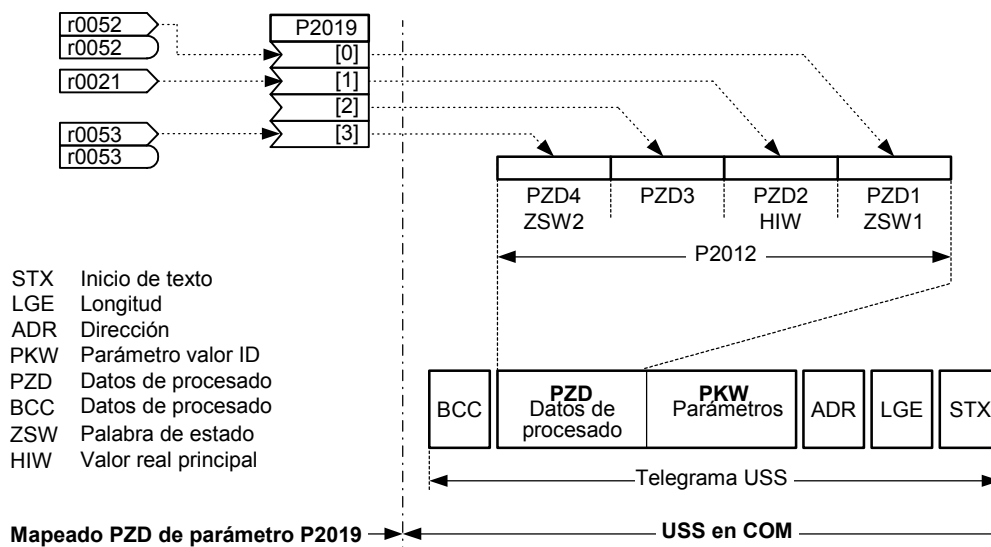 r0052
r0052
r0021
r0053
r0053
P2019
[0]
[1]
[2]
[3]
PZD4 PZD3 PZD2 PZD1
ZSW2 HIW ZSW1
P2012
STX Inicio de texto
LGE Longitud
ADR Dirección
PKW Parámetro valor ID
PZD Datos de procesado
BCC Datos de procesado
ZSW Palabra de estado
HIW Valor real principal
BCC
PZD
Datos de
procesado
PKW
Parámetros
ADR
LGE
STX
Telegrama USS
Mapeado PZD de parámetro P2019
USS en COM